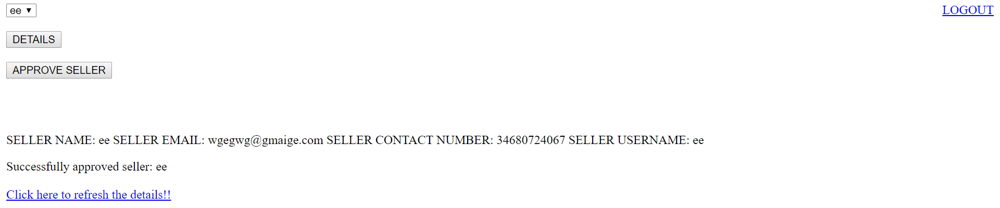 ee
LOGOUT
DETAILS
APPROVE SELLER
SELLER NAME: ee SELLER EMAIL: wgegwg@gmaige.com SELLER CONTACT NUMBER: 34680724067 SELLER USERNAME: ee
Successfully approved seller: ee
Click here to refresh the details!!